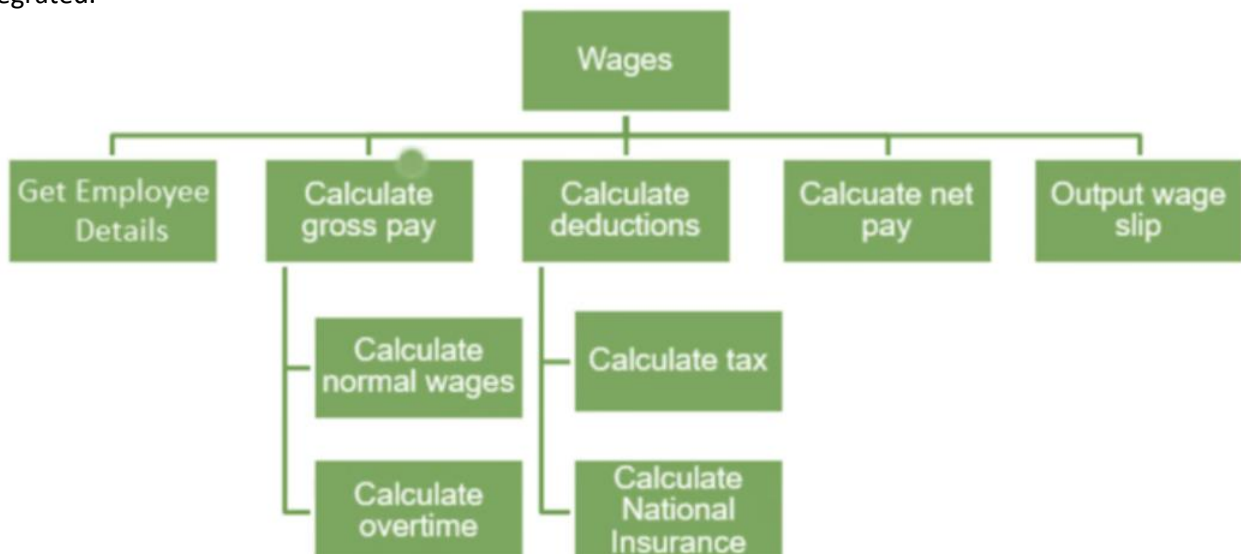 egrated.
Wages
Get Employee
Details
Calculate
gross pay
Calculate
deductions
Calcuate net
pay
Output wage
slip
Calculate
normal wages
Calculate tax
Calculate
overtime
Calculate
National
Insurance